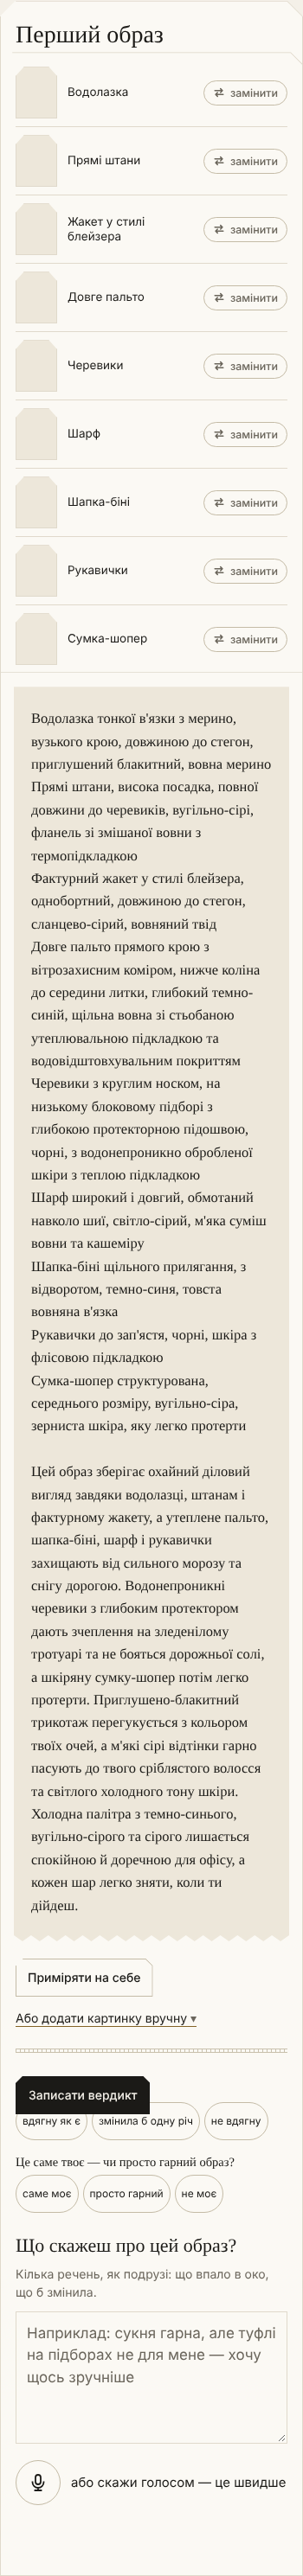 Перший образ
Водолазка
⇄ замінити
Прямі штани
⇄ замінити
Жакет у стилі
блейзера
⇄ замінити
Довге пальто
⇄ замінити
Черевики
⇄ замінити
Шарф
⇄ замінити
Шапка-біні
⇄ замінити
Рукавички
⇄ замінити
Сумка-шопер
⇄ замінити
Водолазка тонкої в'язки з мерино,
вузького крою, довжиною до стегон,
приглушений блакитний, вовна мерино
Прямі штани, висока посадка, повної
довжини до черевиків, вугільно-сірі,
фланель зі змішаної вовни з
термопідкладкою
Фактурний жакет у стилі блейзера,
однобортний, довжиною до стегон,
сланцево-сірий, вовняний твід
Довге пальто прямого крою з
вітрозахисним коміром, нижче коліна
до середини литки, глибокий темно-
синій, щільна вовна зі стьобаною
утеплювальною підкладкою та
водовідштовхувальним покриттям
Черевики з круглим носком, на
низькому блоковому підборі з
глибокою протекторною підошвою,
чорні, з водонепроникно обробленої
шкіри з теплою підкладкою
Шарф широкий і довгий, обмотаний
навколо шиї, світло-сірий, м'яка суміш
вовни та кашеміру
Шапка-біні щільного прилягання, з
відворотом, темно-синя, товста
вовняна в'язка
Рукавички до зап'ястя, чорні, шкіра з
флісовою підкладкою
Сумка-шопер структурована,
середнього розміру, вугільно-сіра,
зерниста шкіра, яку легко протерти
Цей образ зберігає охайний діловий
вигляд завдяки водолазці, штанам і
фактурному жакету, а утеплене пальто,
шапка-біні, шарф і рукавички
захищають від сильного морозу та
снігу дорогою. Водонепроникні
черевики з глибоким протектором
дають зчеплення на зледенілому
тротуарі та не бояться дорожньої солі,
а шкіряну сумку-шопер потім легко
протерти. Приглушено-блакитний
трикотаж перегукується з кольором
твоїх очей, а м'які сірі відтінки гарно
пасують до твого сріблястого волосся
та світлого холодного тону шкіри.
Холодна палітра з темно-синього,
вугільно-сірого та сірого лишається
спокійною й доречною для офісу, а
кожен шар легко зняти, коли ти
дійдеш.
Приміряти на себе
Або додати картинку вручну ▾
Записати вердикт
вдягну як є
змінила б одну річ
не вдягну
Це саме твоє — чи просто гарний образ?
саме моє
просто гарний
не моє
Що скажеш про цей образ?
Кілька речень, як подрузі: що впало в око,
що б змінила.
Наприклад: сукня гарна, але туфлі
на підборах не для мене — хочу
щось зручніше
або скажи голосом — це швидше